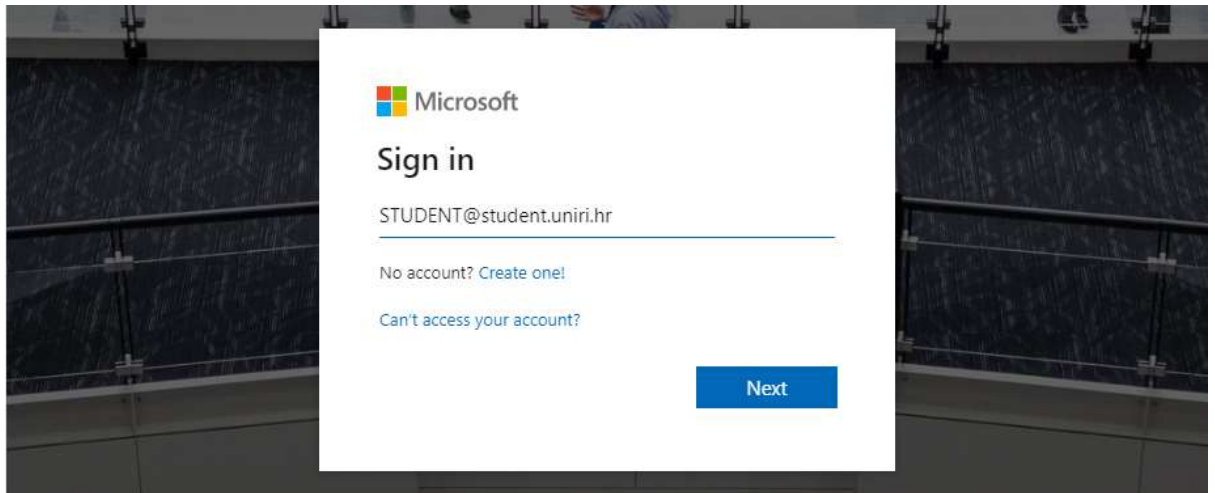 Microsoft
Sign in
STUDENT@student.uniri.hr
No account? Create one!
Can't access your account?
Next